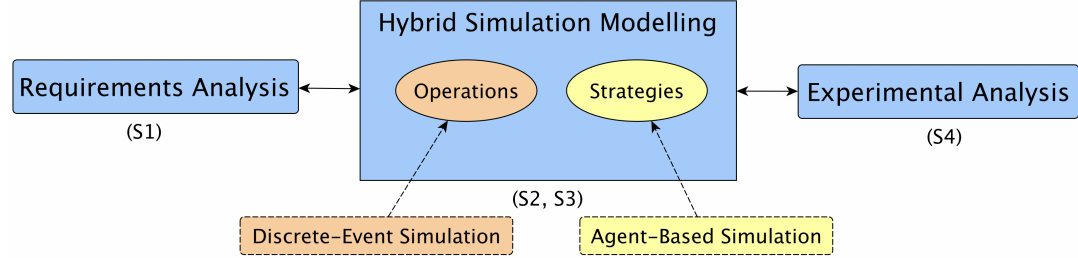 Hybrid Simulation Modelling
Requirements Analysis
Operations
Strategies
Experimental Analysis
(S1)
(S4)
(S2, S3)
Discrete-Event Simulation
Agent-Based Simulation